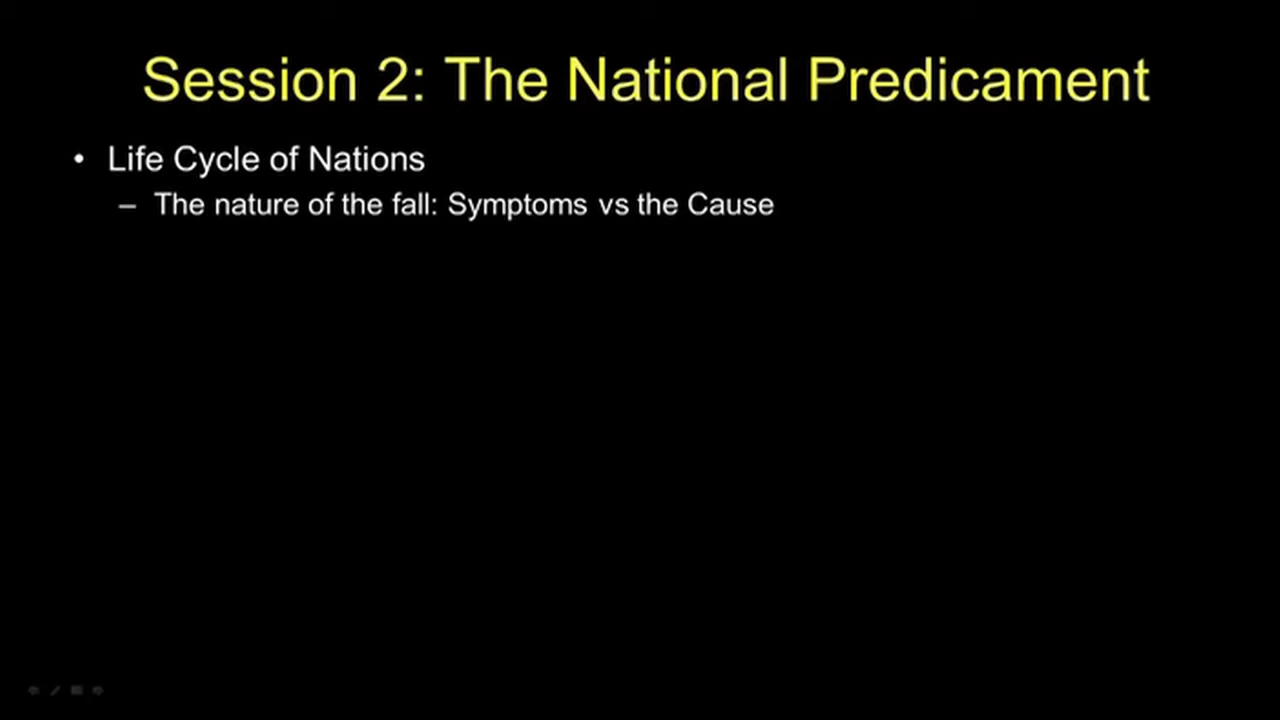 Session 2: The National Predicament
• Life Cycle of Nations
– The nature of the fall: Symptoms vs the Cause